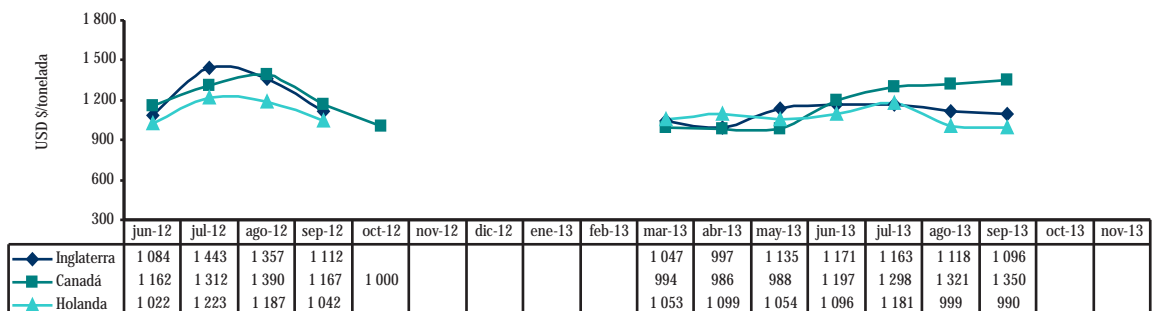 1 800
1 500
1 200
900
600
300
USD $/tonelada
jun-12 jul-12 ago-12 sep-12 oct-12 nov-12 dic-12 ene-13 feb-13 mar-13 abr-13 may-13 jun-13 jul-13 ago-13 sep-13 oct-13 nov-13
Inglaterra 1 084 1 443 1 357 1 112 1 047 997 1 135 1 171 1 163 1 118 1 096
Canadá 1 162 1 312 1 390 1 167 1 000 994 986 988 1 197 1 298 1 321 1 350
Holanda 1 022 1 223 1 187 1 042 1 053 1 099 1 054 1 096 1 181 999 990